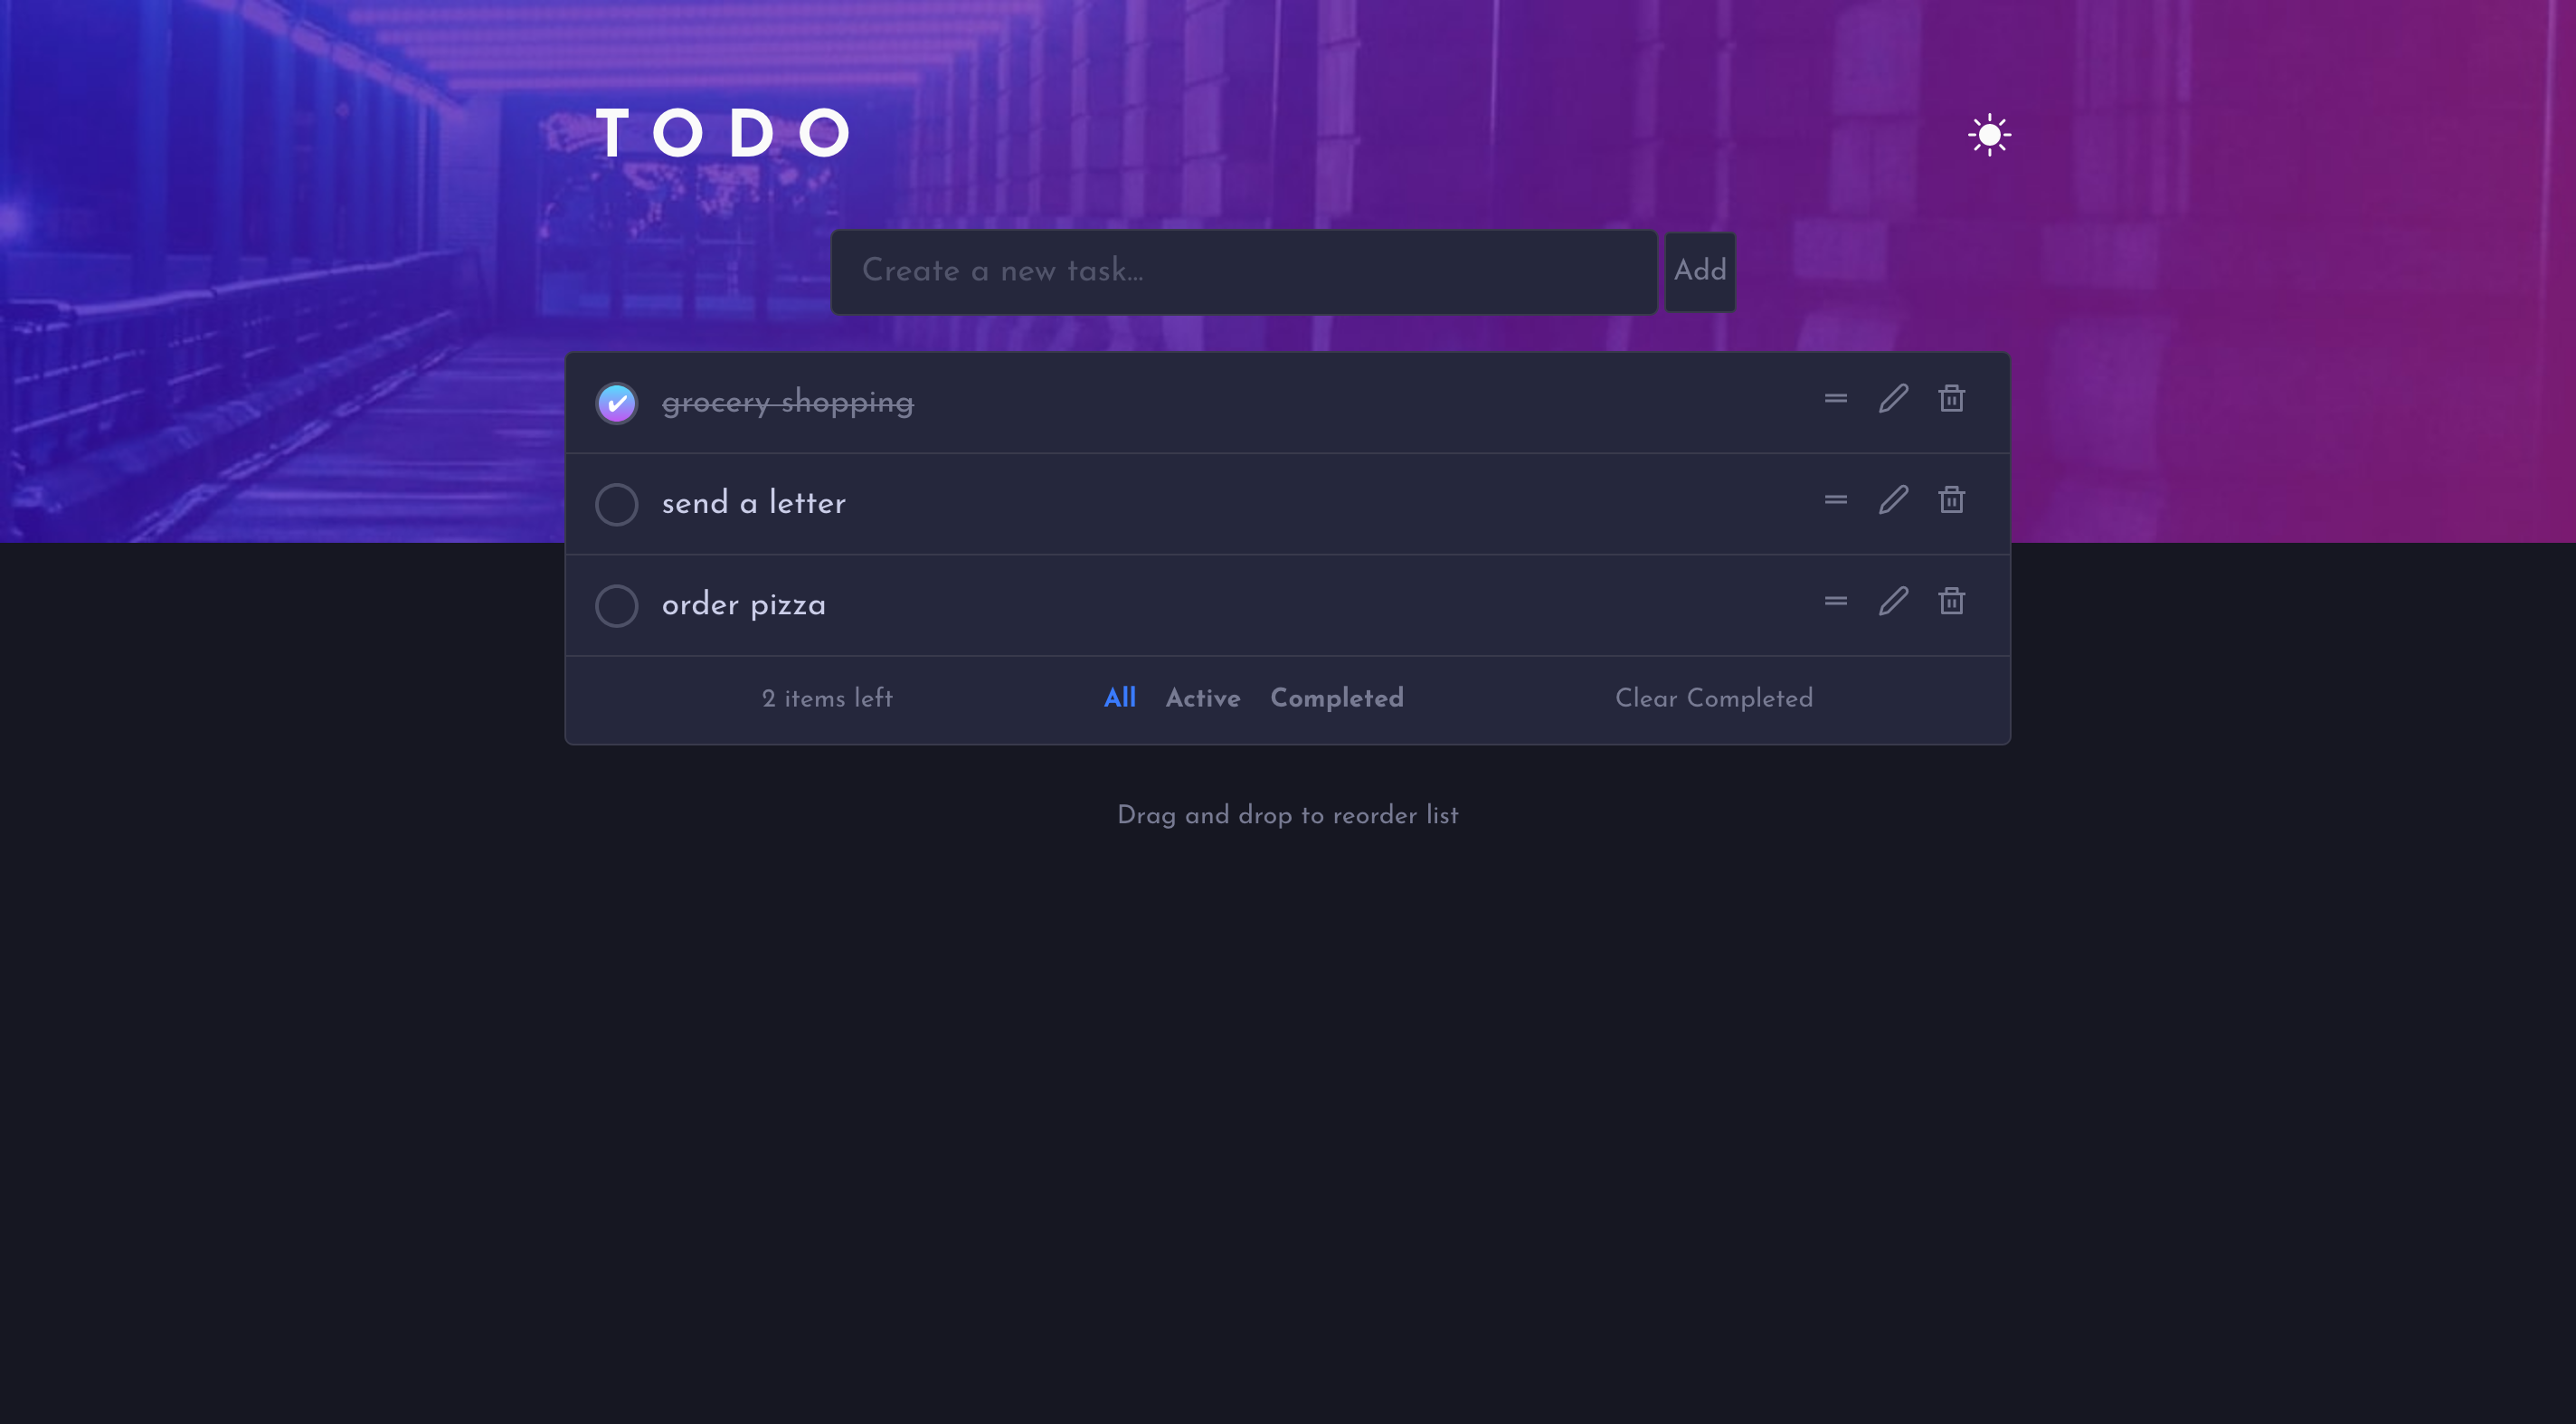 TODO
Create a new task...
Add
grocery shopping
send a letter
order pizza
2 items left All Active Completed Clear Completed
Drag and drop to reorder list